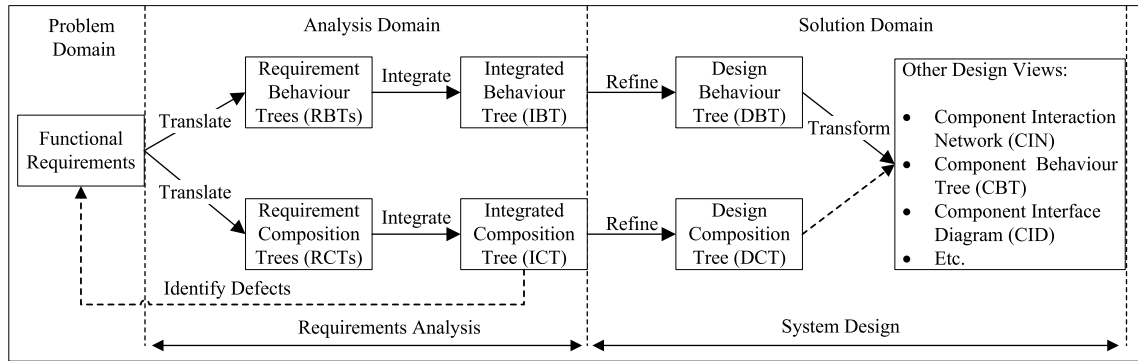 Problem
Domain
Analysis Domain
Solution Domain
Functional
Requirements
Translate
Translate
Requirement
Behaviour
Trees (RBTs)
Integrate
Integrated
Behaviour
Tree (IBT)
Refine
Design
Behaviour
Tree (DBT)
Transform
Requirement
Composition
Trees (RCTs)
Integrate
Integrated
Composition
Tree (ICT)
Refine
Design
Composition
Tree (DCT)
Other Design Views:
● Component Interaction
Network (CIN)
● Component Behaviour
Tree (CBT)
● Component Interface
Diagram (CID)
● Etc.
Identify Defects
Requirements Analysis
System Design